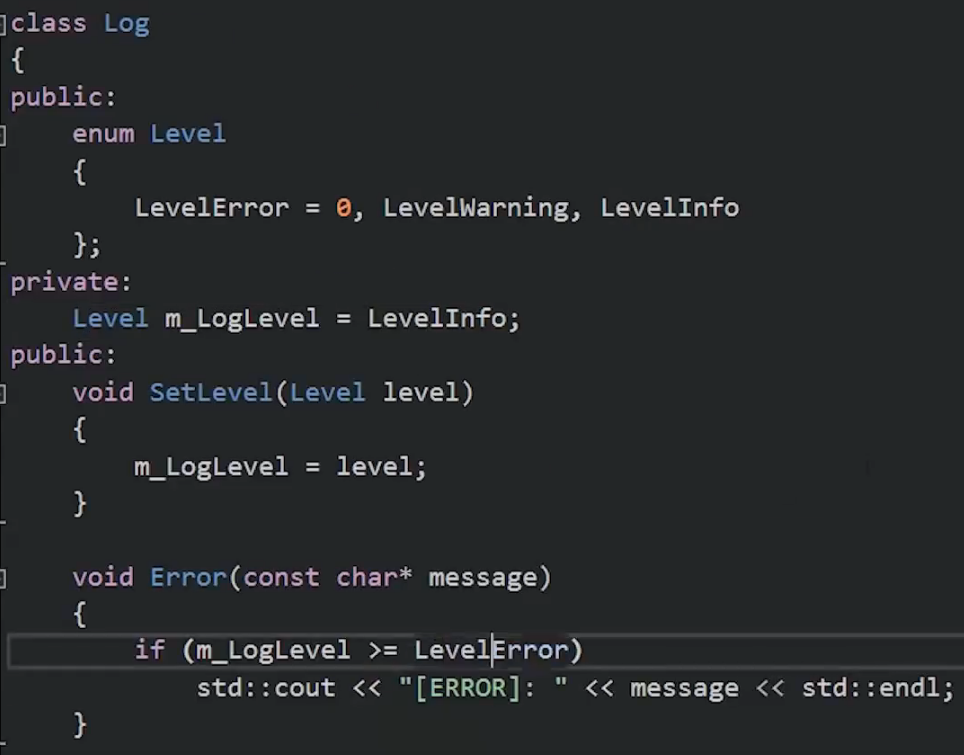 class Log
{
public:
    enum Level
    {
        LevelError = 0, LevelWarning, LevelInfo
    };
private:
    Level m_LogLevel = LevelInfo;
public:
    void SetLevel(Level level)
    {
        m_LogLevel = level;
    }

    void Error(const char* message)
    {
        if (m_LogLevel >= LevelError)
            std::cout << "[ERROR]: " << message << std::endl;
    }